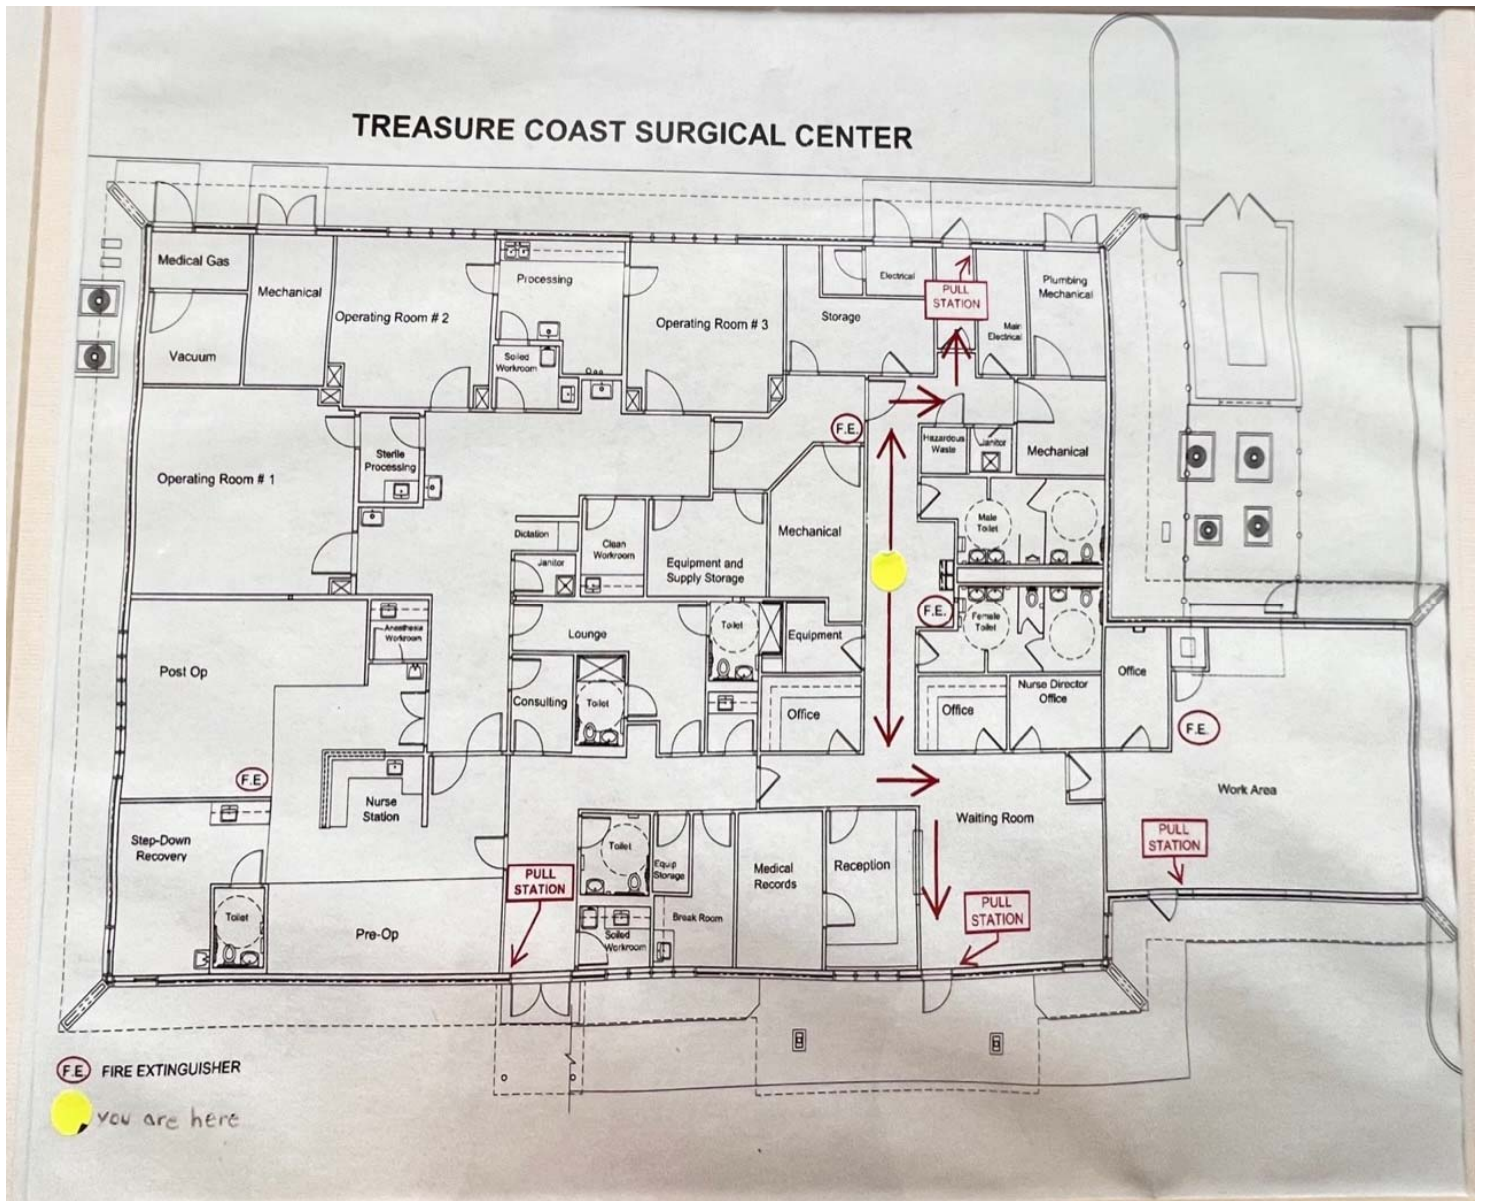 TREASURE COAST SURGICAL CENTER
Medical Gas
Mechanical
Vacuum
Operating Room # 2
Processing
Soiled
Workroom
Operating Room # 3
Storage
Electrical
PULL
STATION
Main
Electrical
Plumbing
Mechanical
Operating Room # 1
Sterile
Processing
F.E.
Hazardous
Waste
Janitor
Mechanical
Dictation
Janitor
Clean
Workroom
Equipment and
Supply Storage
Mechanical
Male
Toilet
F.E.
Female
Toilet
Post Op
Anesthesia
Workroom
Lounge
Toilet
Equipment
Consulting
Toilet
Office
Office
Nurse Director
Office
Office
F.E.
F.E.
Nurse
Station
Work Area
Step-Down
Recovery
Waiting Room
PULL
STATION
Toilet
Equip
Storage
Medical
Records
Reception
PULL
STATION
PULL
STATION
Toilet
Pre-Op
Soiled
Workroom
Break Room
F.E. FIRE EXTINGUISHER
you are here